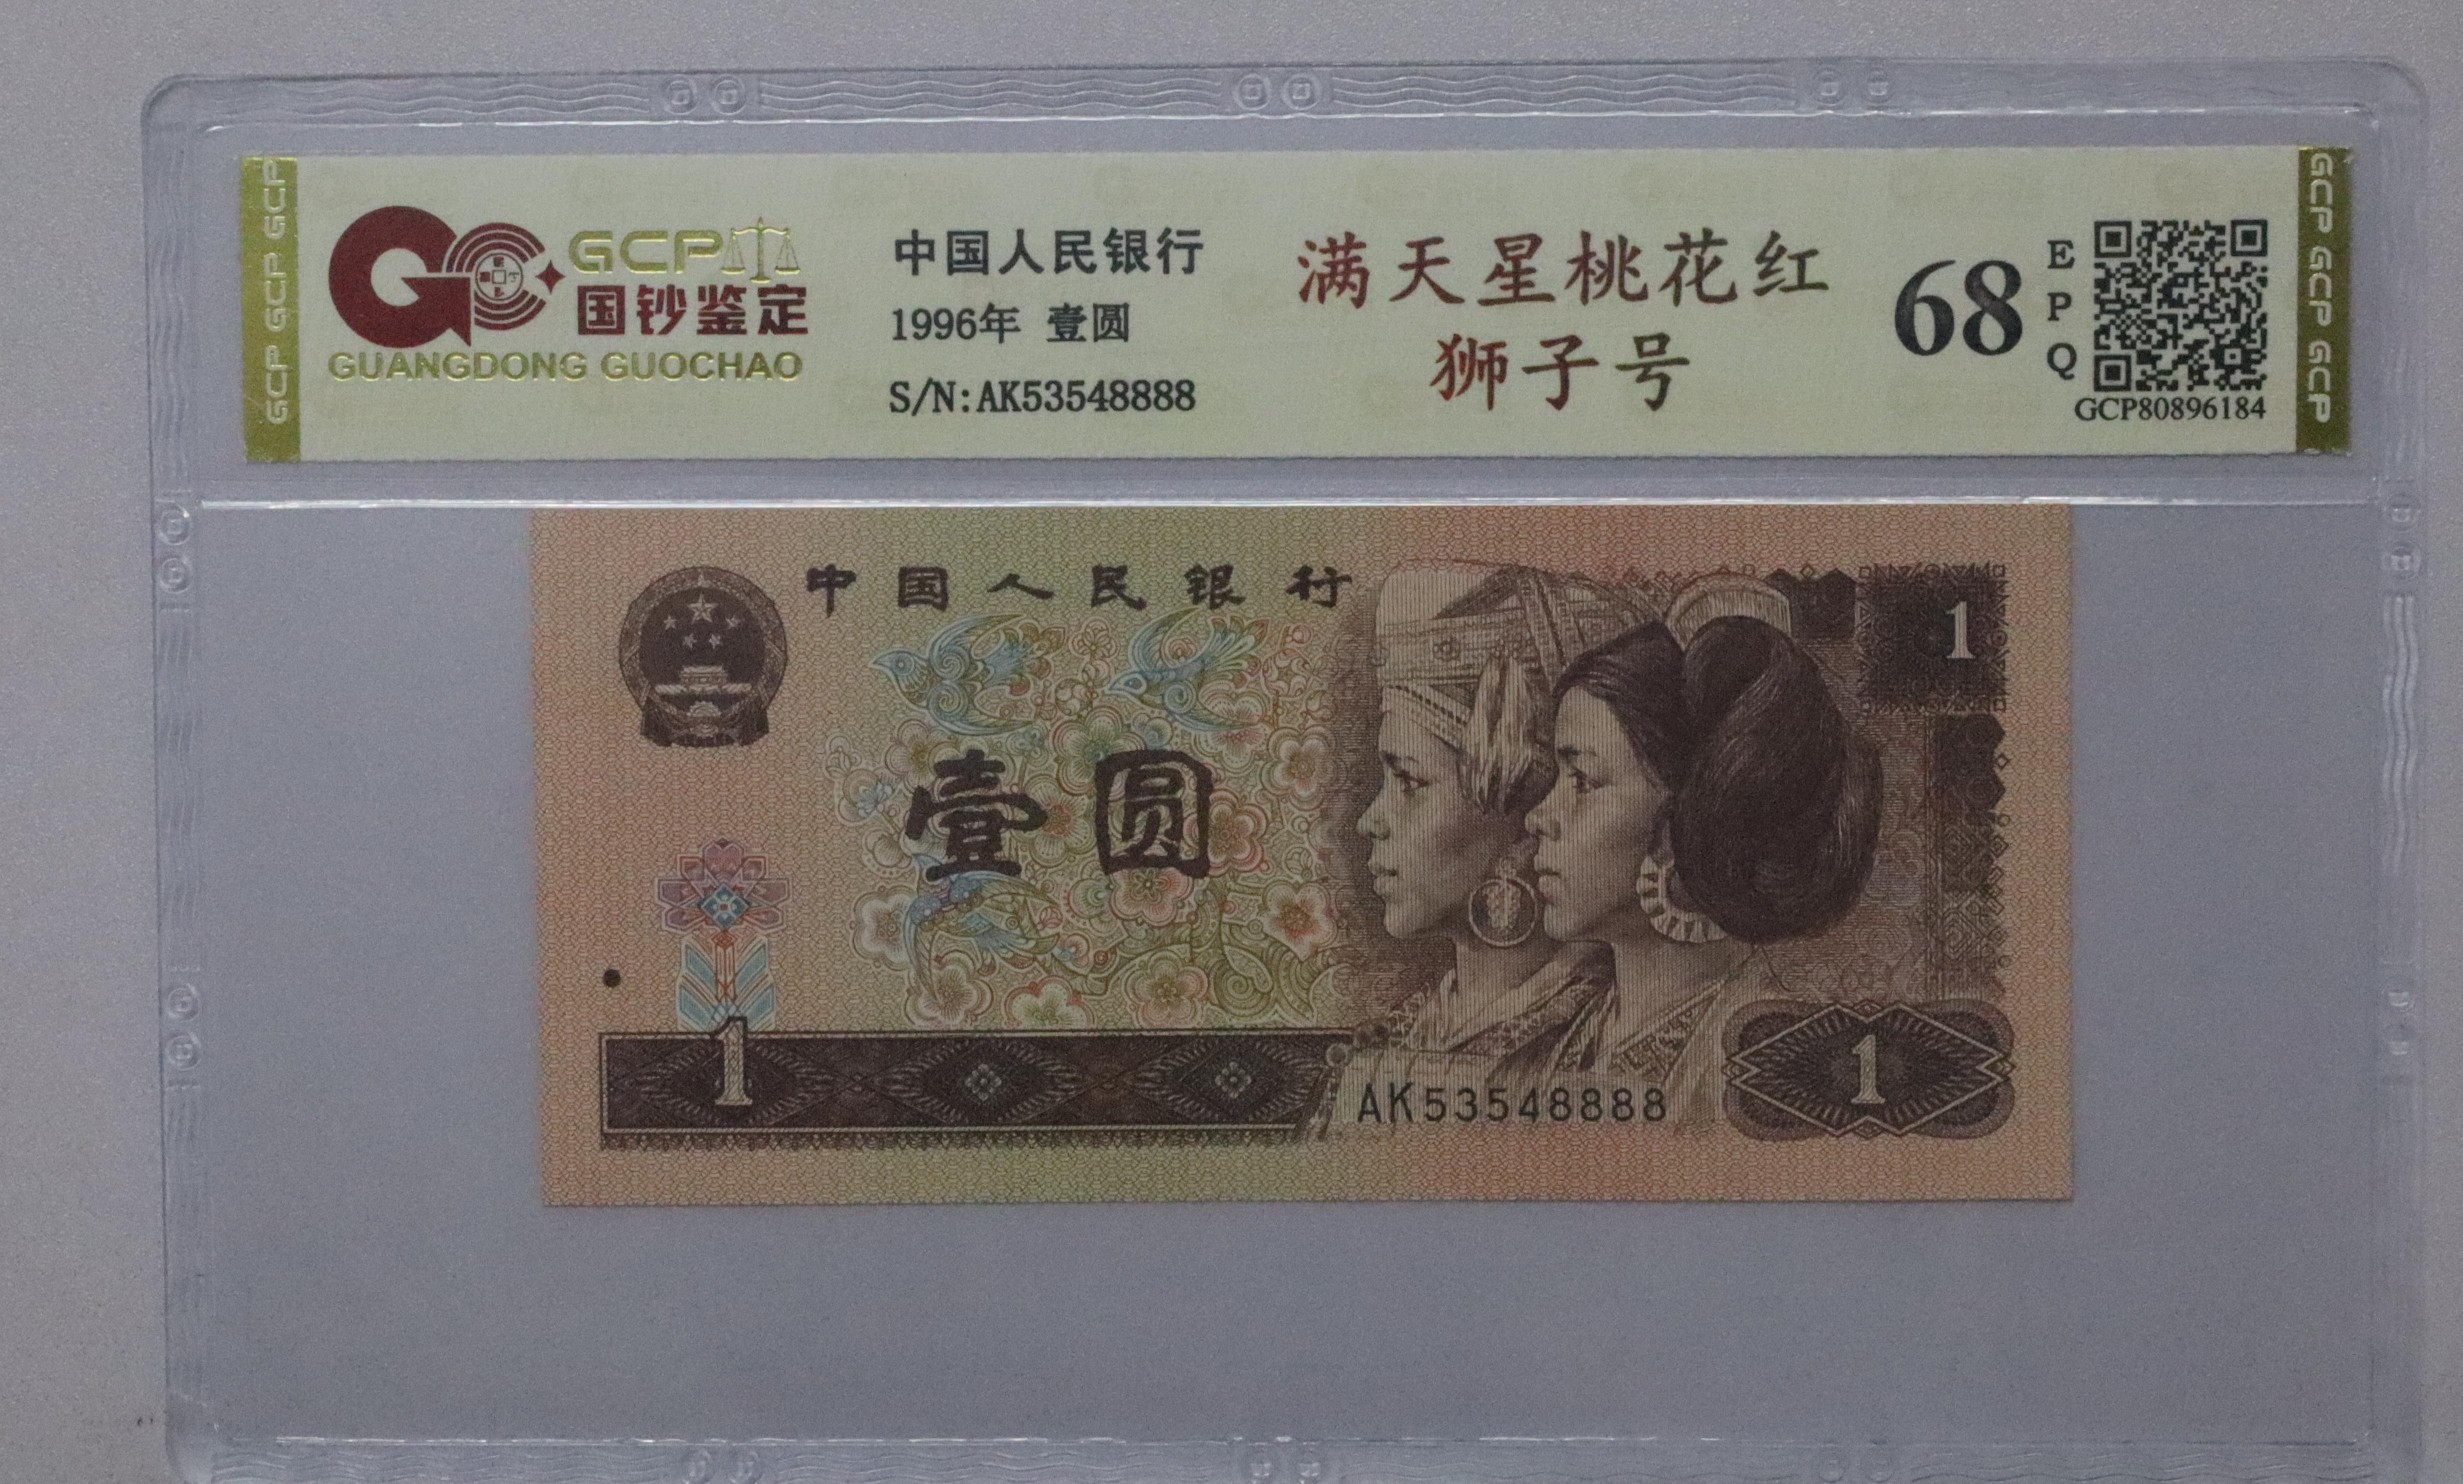 GCP GCP GCP
GCP
国钞鉴定
GUANGDONG GUOCHAO
中国人民银行
1996年 壹圆
S/N:AK53548888
满天星桃花红
狮子号
68
E
P
Q
GCP80896184
GCP GCP GCP
中国人民银行
1
壹圆
1
1
AK53548888